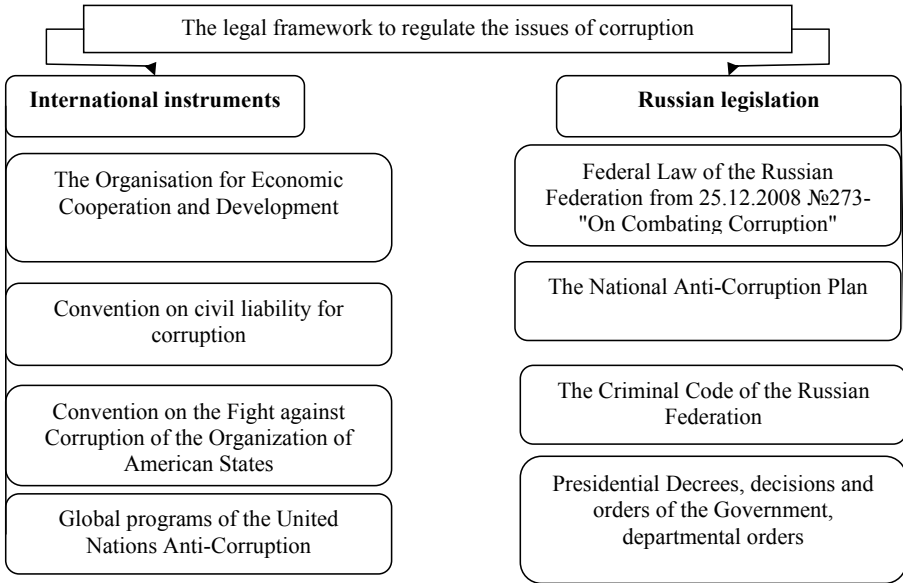 The legal framework to regulate the issues of corruption
International instruments
The Organisation for Economic
Cooperation and Development
Convention on civil liability for
corruption
Convention on the Fight against
Corruption of the Organization of
American States
Global programs of the United
Nations Anti-Corruption
Russian legislation
Federal Law of the Russian
Federation from 25.12.2008 №273-
"On Combating Corruption"
The National Anti-Corruption Plan
The Criminal Code of the Russian
Federation
Presidential Decrees, decisions and
orders of the Government,
departmental orders